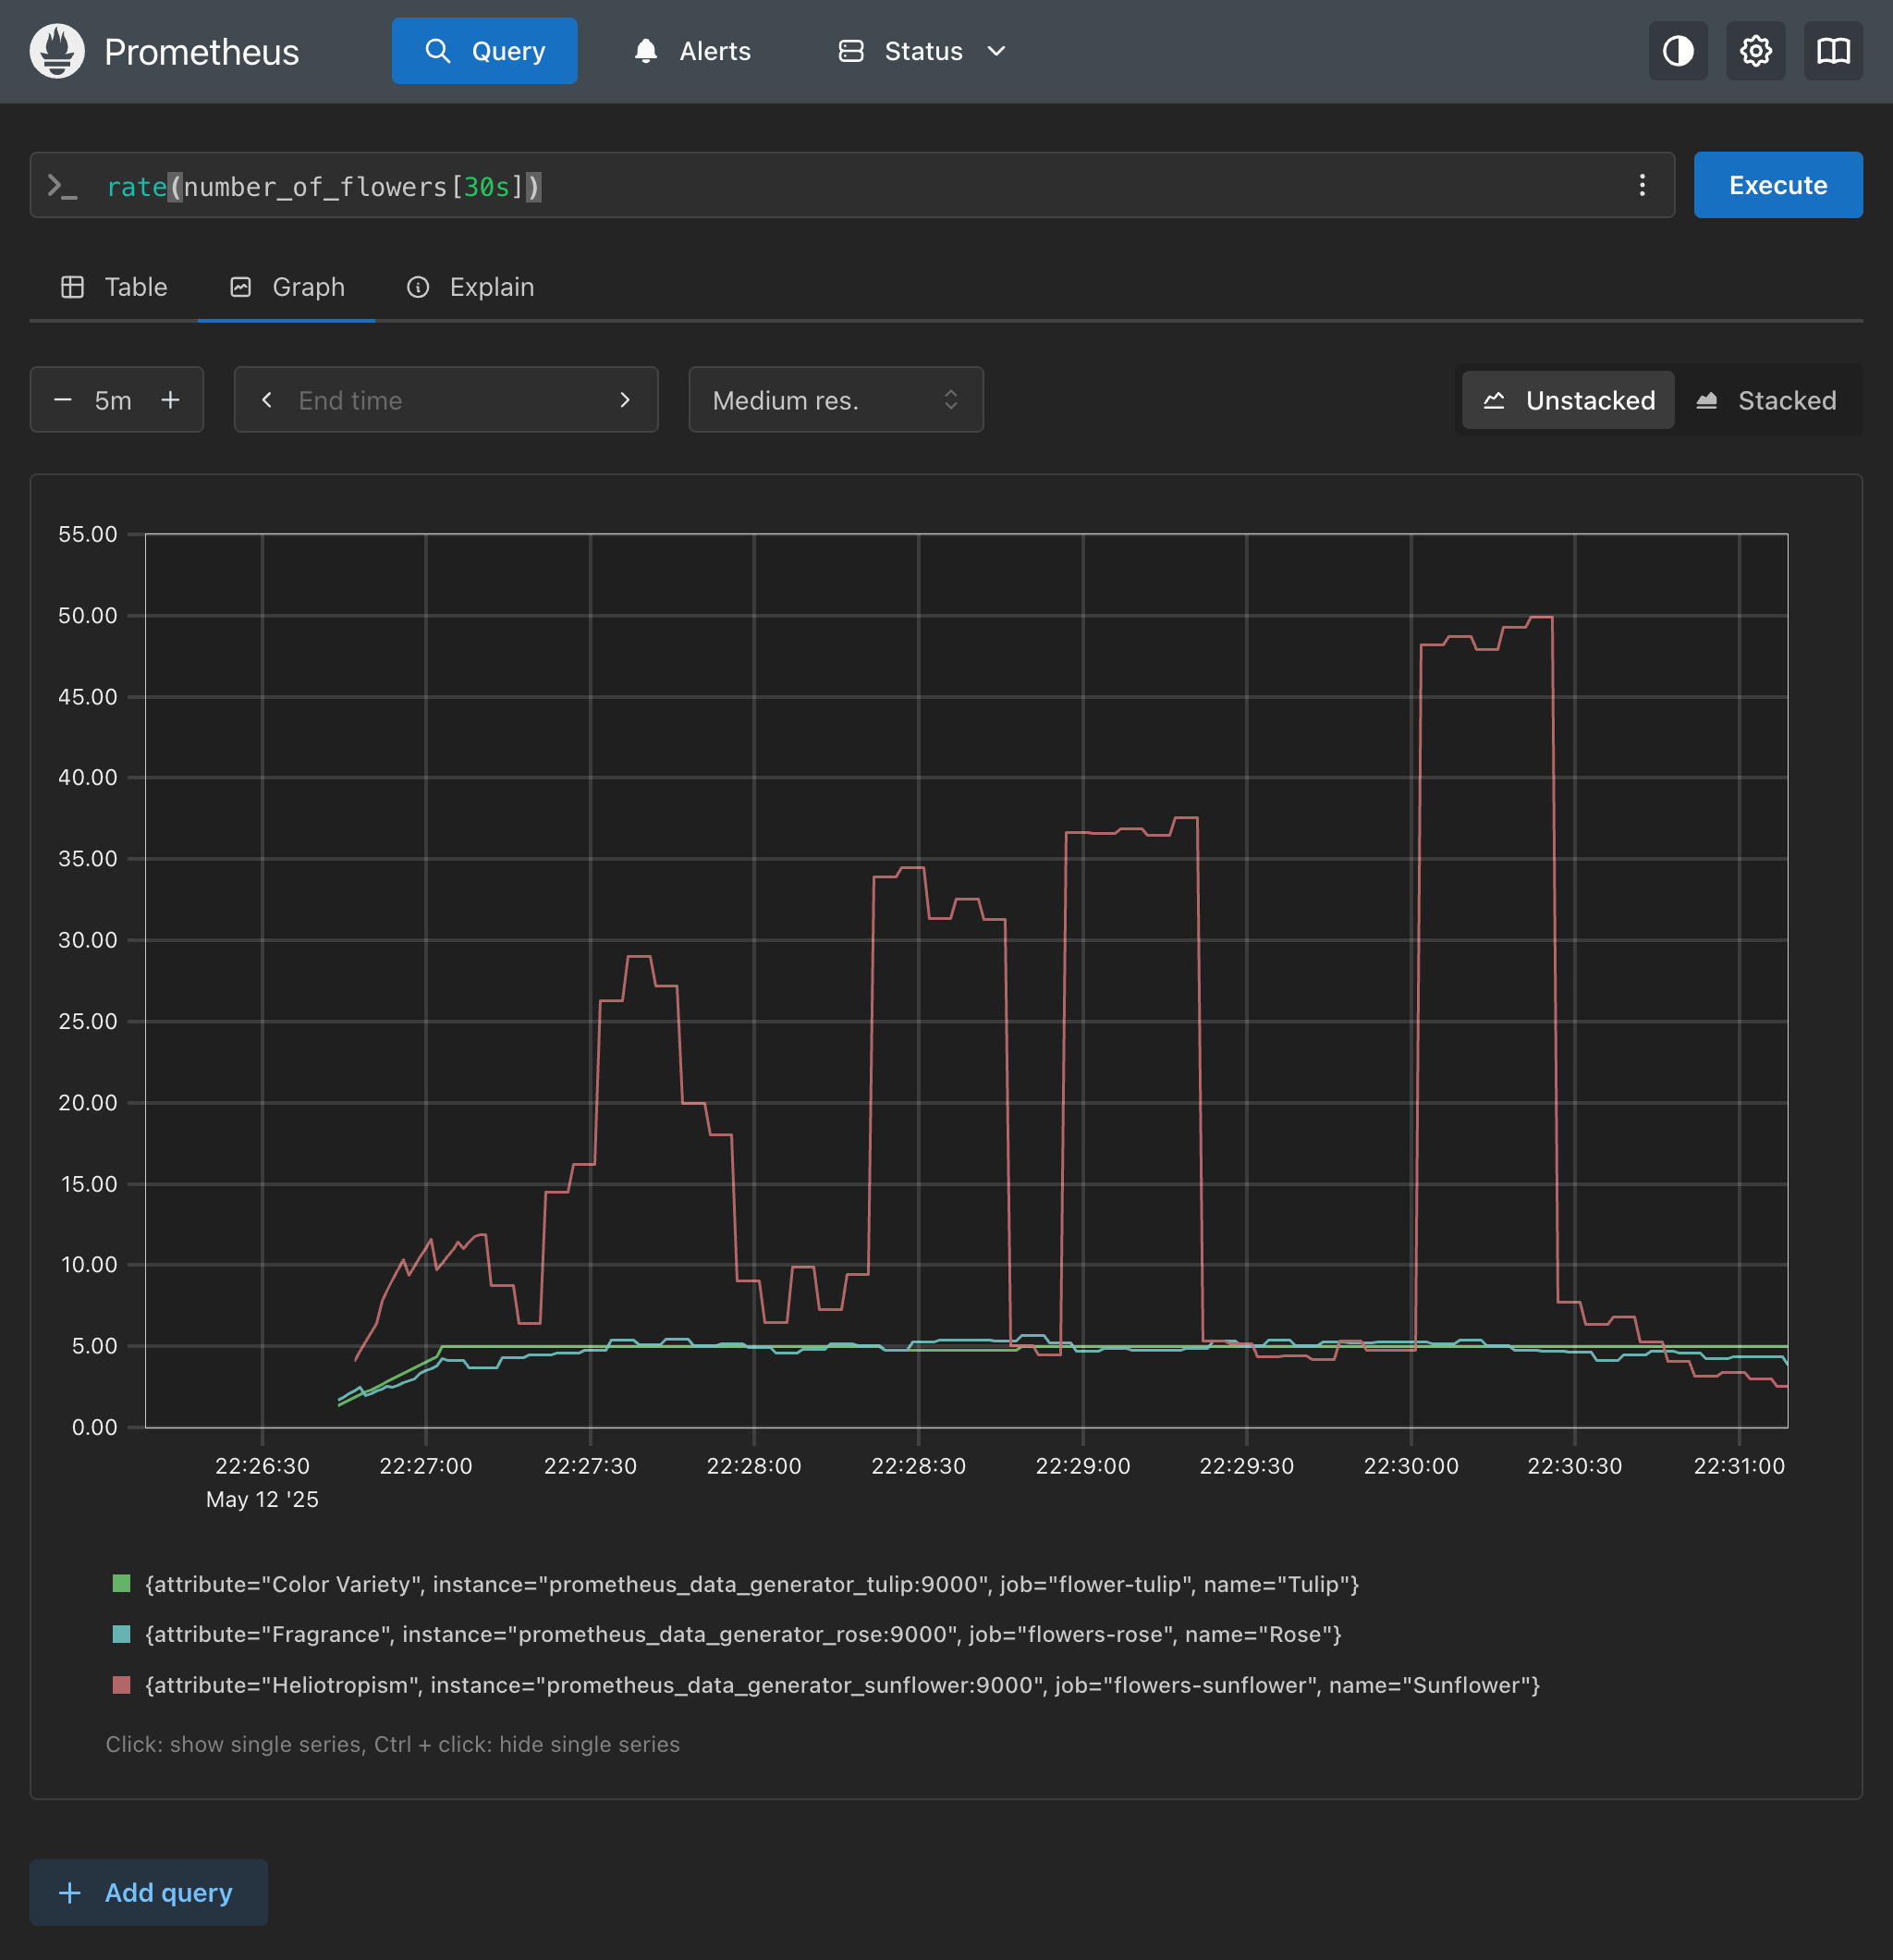 Prometheus Query Alerts Status
>_ rate(number_of_flowers[30s]) Execute
Table Graph Explain
− 5m + End time Medium res. Unstacked Stacked
55.00
50.00
45.00
40.00
35.00
30.00
25.00
20.00
15.00
10.00
5.00
0.00
22:26:30 22:27:00 22:27:30 22:28:00 22:28:30 22:29:00 22:29:30 22:30:00 22:30:30 22:31:00
May 12 '25
{attribute="Color Variety", instance="prometheus_data_generator_tulip:9000", job="flower-tulip", name="Tulip"}
{attribute="Fragrance", instance="prometheus_data_generator_rose:9000", job="flowers-rose", name="Rose"}
{attribute="Heliotropism", instance="prometheus_data_generator_sunflower:9000", job="flowers-sunflower", name="Sunflower"}
Click: show single series, Ctrl + click: hide single series
+ Add query